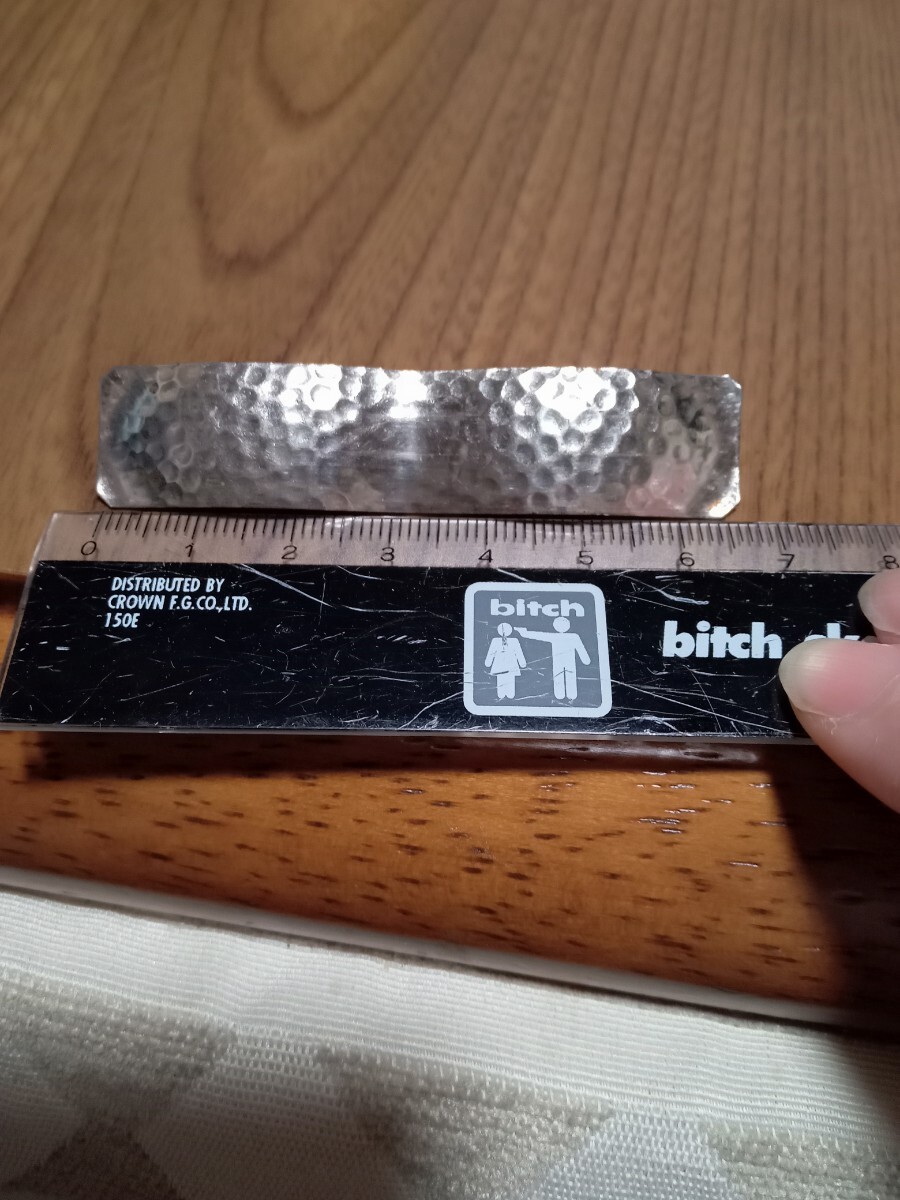 0 1 2 3 4 5 6 7 8
DISTRIBUTED BY
CROWN F.G.CO.,LTD.
150E
bitch
bitch